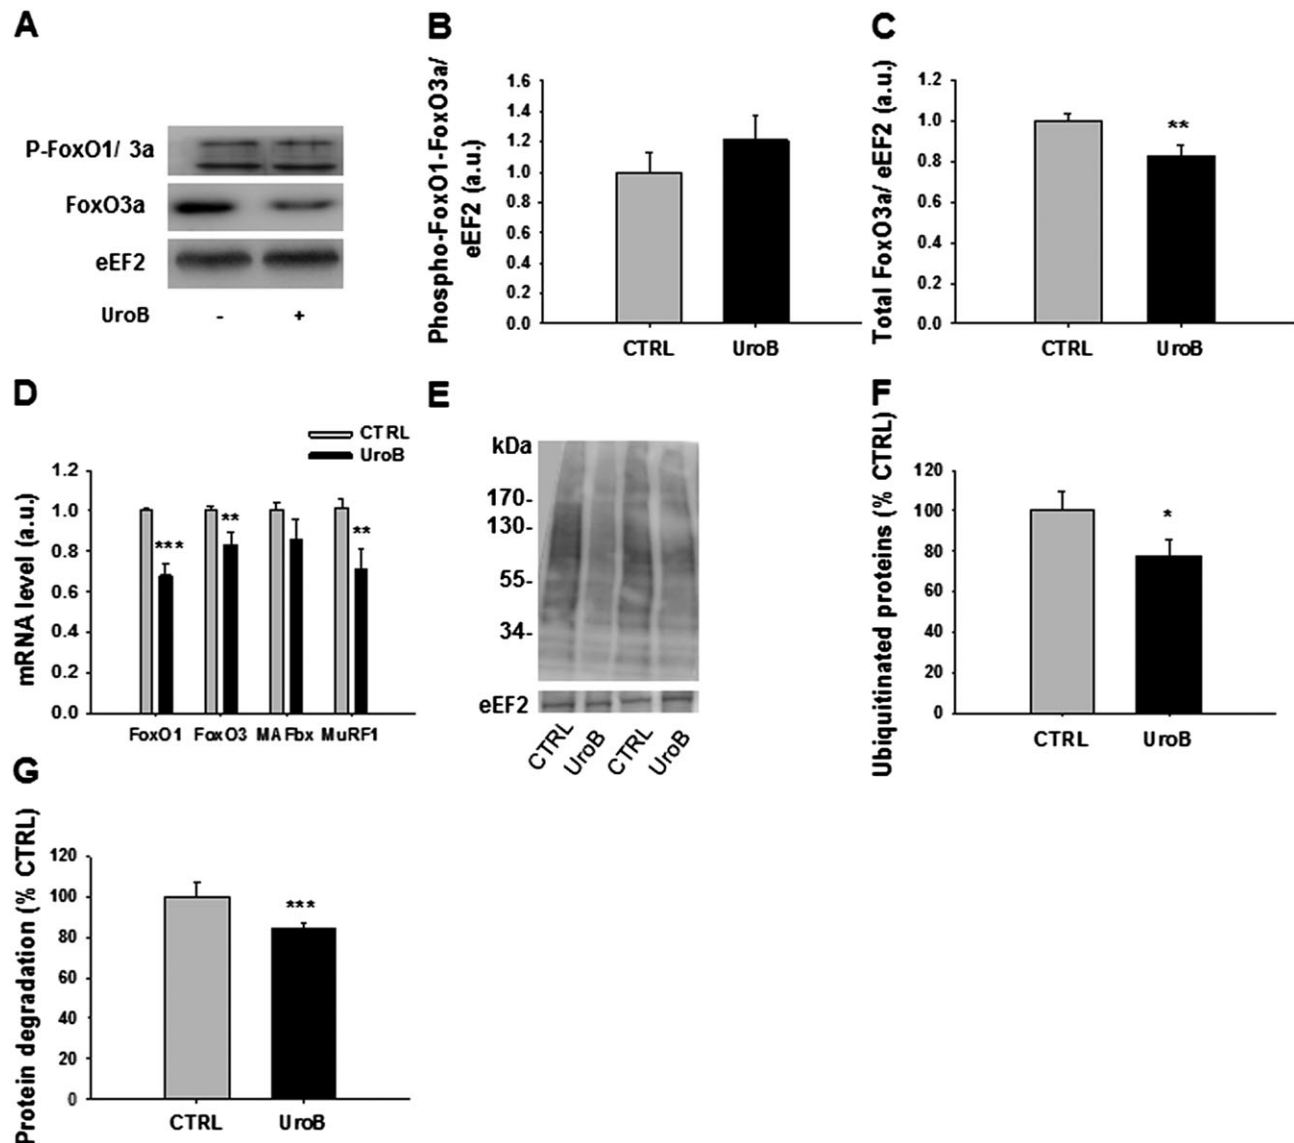 A
P-FoxO1/ 3a
FoxO3a
eEF2
UroB - +
B
Phospho-FoxO1-FoxO3a/
eEF2 (a.u.)
1.6
1.4
1.2
1.0
0.8
0.6
0.4
0.2
0.0
CTRL UroB
C
Total FoxO3a/ eEF2 (a.u.)
1.2
1.0
0.8
0.6
0.4
0.2
0.0
**
CTRL UroB
D
CTRL
UroB
mRNA level (a.u.)
1.2
1.0
0.8
0.6
0.4
0.2
0.0
*** ** **
FoxO1 FoxO3 MAFbx MuRF1
E
kDa
170-
130-
55-
34-
eEF2
CTRL UroB CTRL UroB
F
Ubiquitinated proteins (% CTRL)
120
100
80
60
40
20
0
*
CTRL UroB
G
Protein degradation (% CTRL)
120
100
80
60
40
20
0
***
CTRL UroB